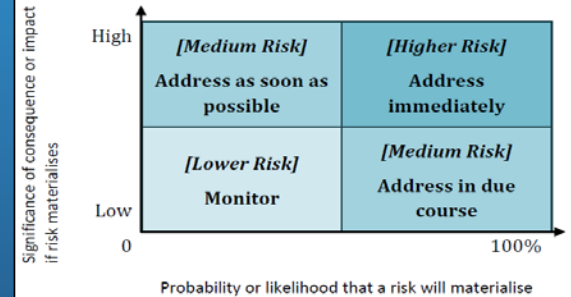 Significance of consequence or impact
if risk materialises
High
[Medium Risk]
Address as soon as
possible
[Higher Risk]
Address
immediately
[Lower Risk]
Monitor
[Medium Risk]
Address in due
course
Low
0
100%
Probability or likelihood that a risk will materialise